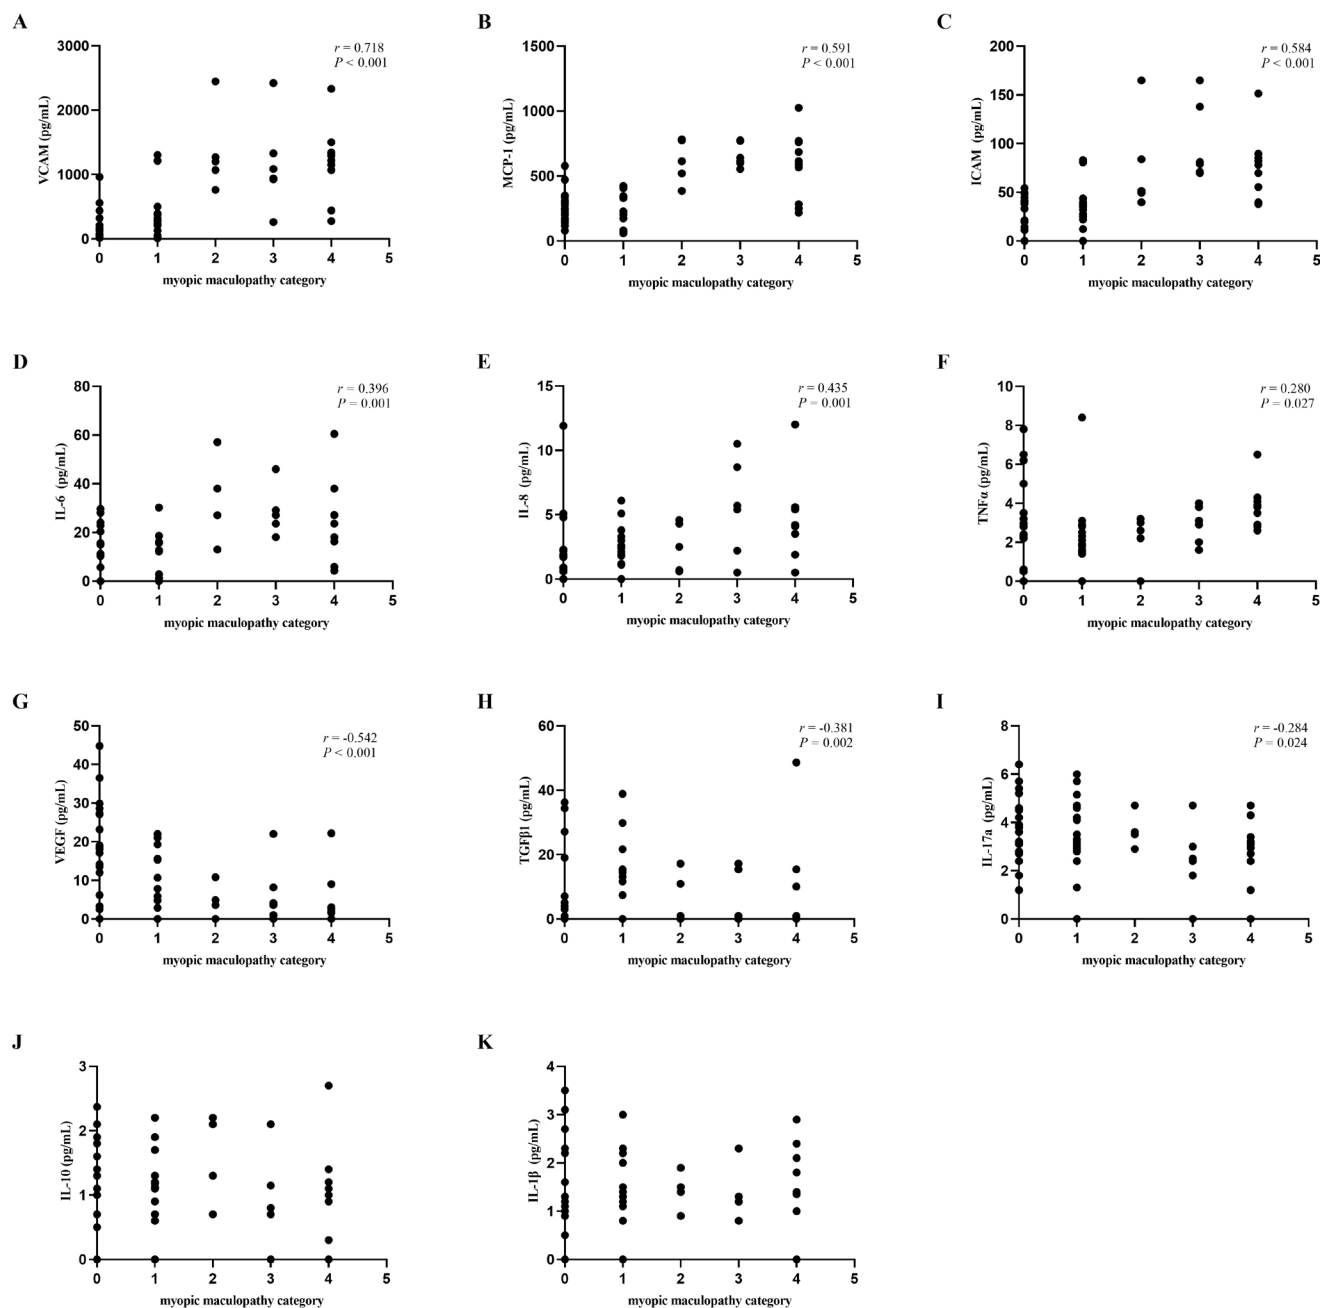 A
VCAM (pg/mL)
3000
2000
1000
0
r = 0.718
P < 0.001
0 1 2 3 4 5
myopic maculopathy category
B
MCP-1 (pg/mL)
1500
1000
500
0
r = 0.591
P < 0.001
0 1 2 3 4 5
myopic maculopathy category
C
ICAM (pg/mL)
200
150
100
50
0
r = 0.584
P < 0.001
0 1 2 3 4 5
myopic maculopathy category
D
IL-6 (pg/mL)
80
60
40
20
0
r = 0.396
P = 0.001
0 1 2 3 4 5
myopic maculopathy category
E
IL-8 (pg/mL)
15
10
5
0
r = 0.435
P = 0.001
0 1 2 3 4 5
myopic maculopathy category
F
TNFα (pg/mL)
10
8
6
4
2
0
r = 0.280
P = 0.027
0 1 2 3 4 5
myopic maculopathy category
G
VEGF (pg/mL)
50
40
30
20
10
0
r = -0.542
P < 0.001
0 1 2 3 4 5
myopic maculopathy category
H
TGFβ1 (pg/mL)
60
40
20
0
r = -0.381
P = 0.002
0 1 2 3 4 5
myopic maculopathy category
I
IL-17a (pg/mL)
8
6
4
2
0
r = -0.284
P = 0.024
0 1 2 3 4 5
myopic maculopathy category
J
IL-10 (pg/mL)
3
2
1
0
0 1 2 3 4 5
myopic maculopathy category
K
IL-1β (pg/mL)
4
3
2
1
0
0 1 2 3 4 5
myopic maculopathy category